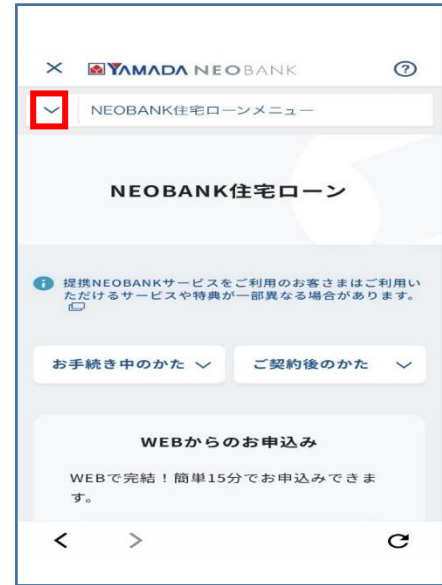 YAMADA NEOBANK
NEOBANK住宅ローンメニュー
NEOBANK住宅ローン
提携NEOBANKサービスをご利用のお客さまはご利用い
ただけるサービスや特典が一部異なる場合があります。
お手続き中のかた
ご契約後のかた
WEBからのお申込み
WEBで完結！簡単15分でお申込みできま
す。